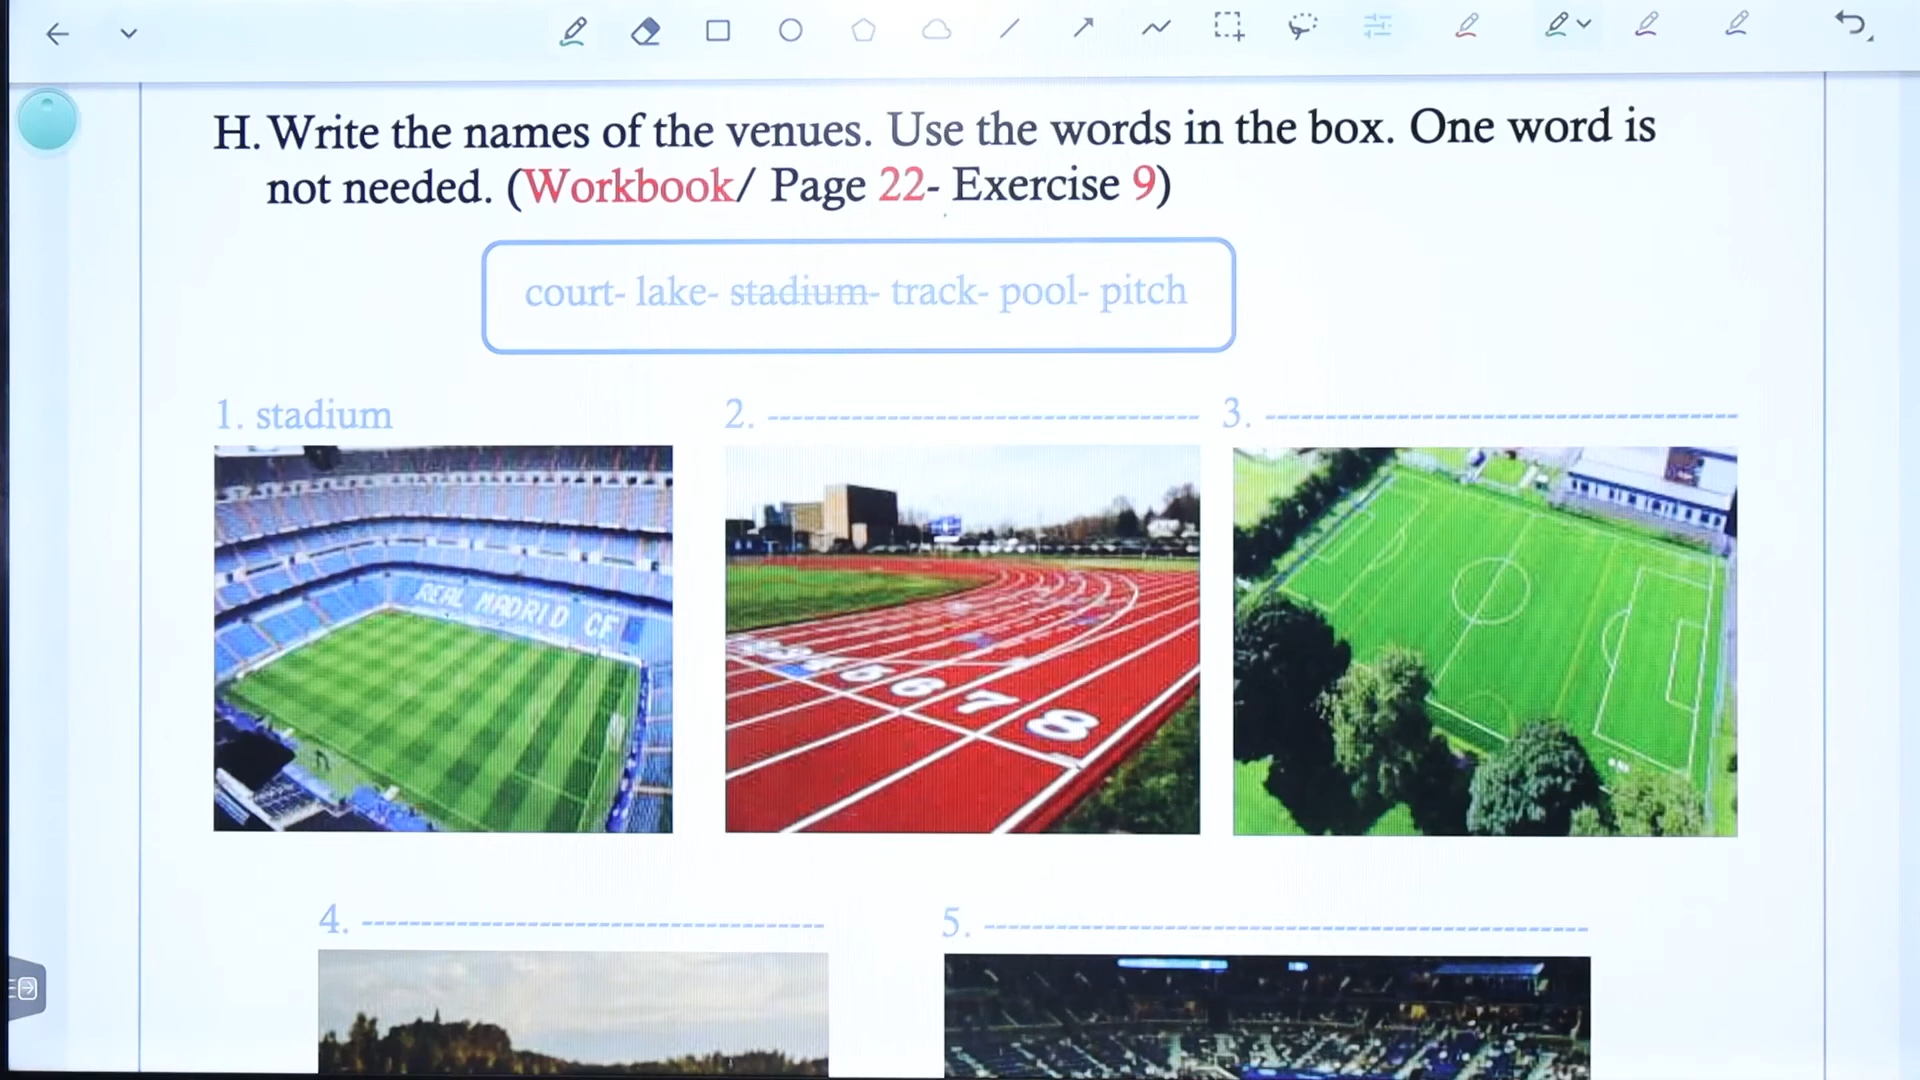 H. Write the names of the venues. Use the words in the box. One word is
not needed. (Workbook/ Page 22- Exercise 9)
court- lake- stadium- track- pool- pitch
1. stadium
2. ------------------------------------
3. ----------------------------------------
REAL MADRID CF
5 6 7 8
4. ---------------------------------------
5. ---------------------------------------------------